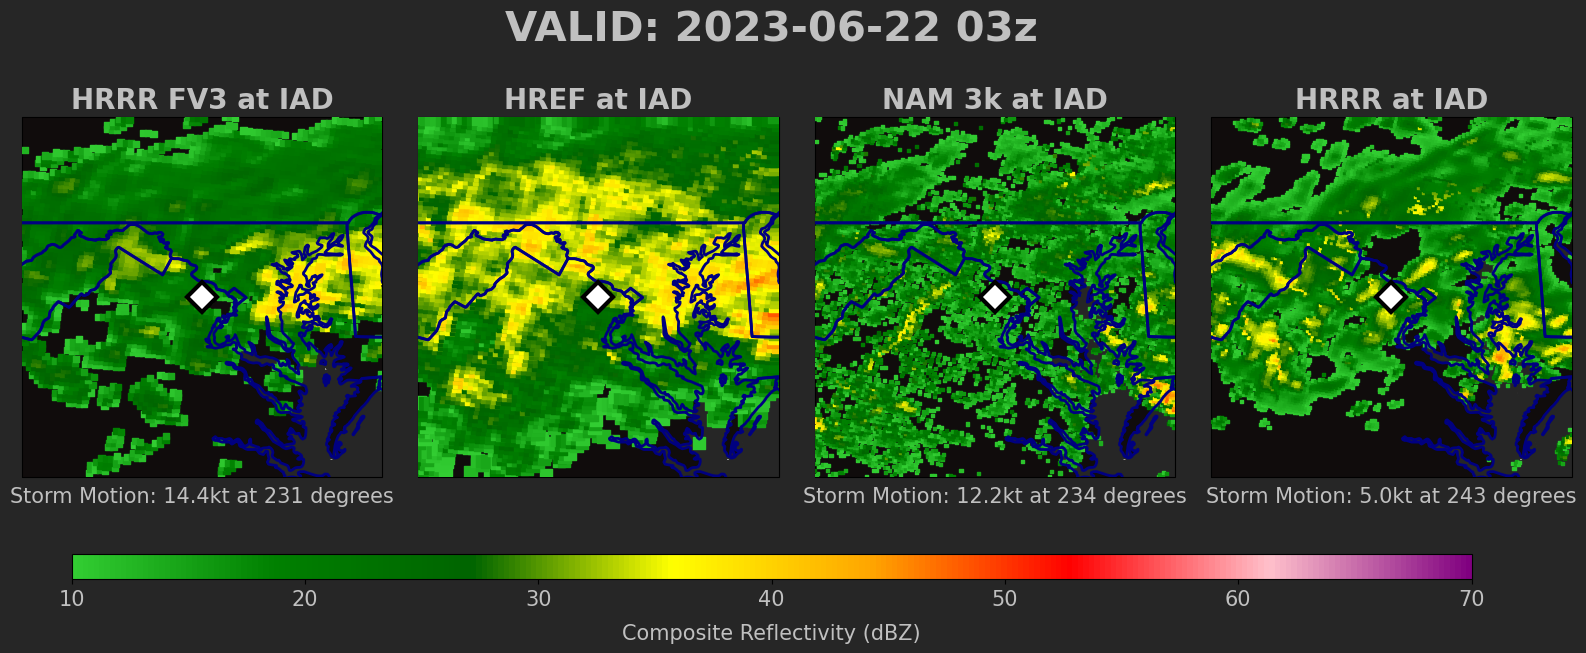 VALID: 2023-06-22 03z
HRRR FV3 at IAD
HREF at IAD
NAM 3k at IAD
HRRR at IAD
Storm Motion: 14.4kt at 231 degrees
Storm Motion: 12.2kt at 234 degrees
Storm Motion: 5.0kt at 243 degrees
10 20 30 40 50 60 70
Composite Reflectivity (dBZ)